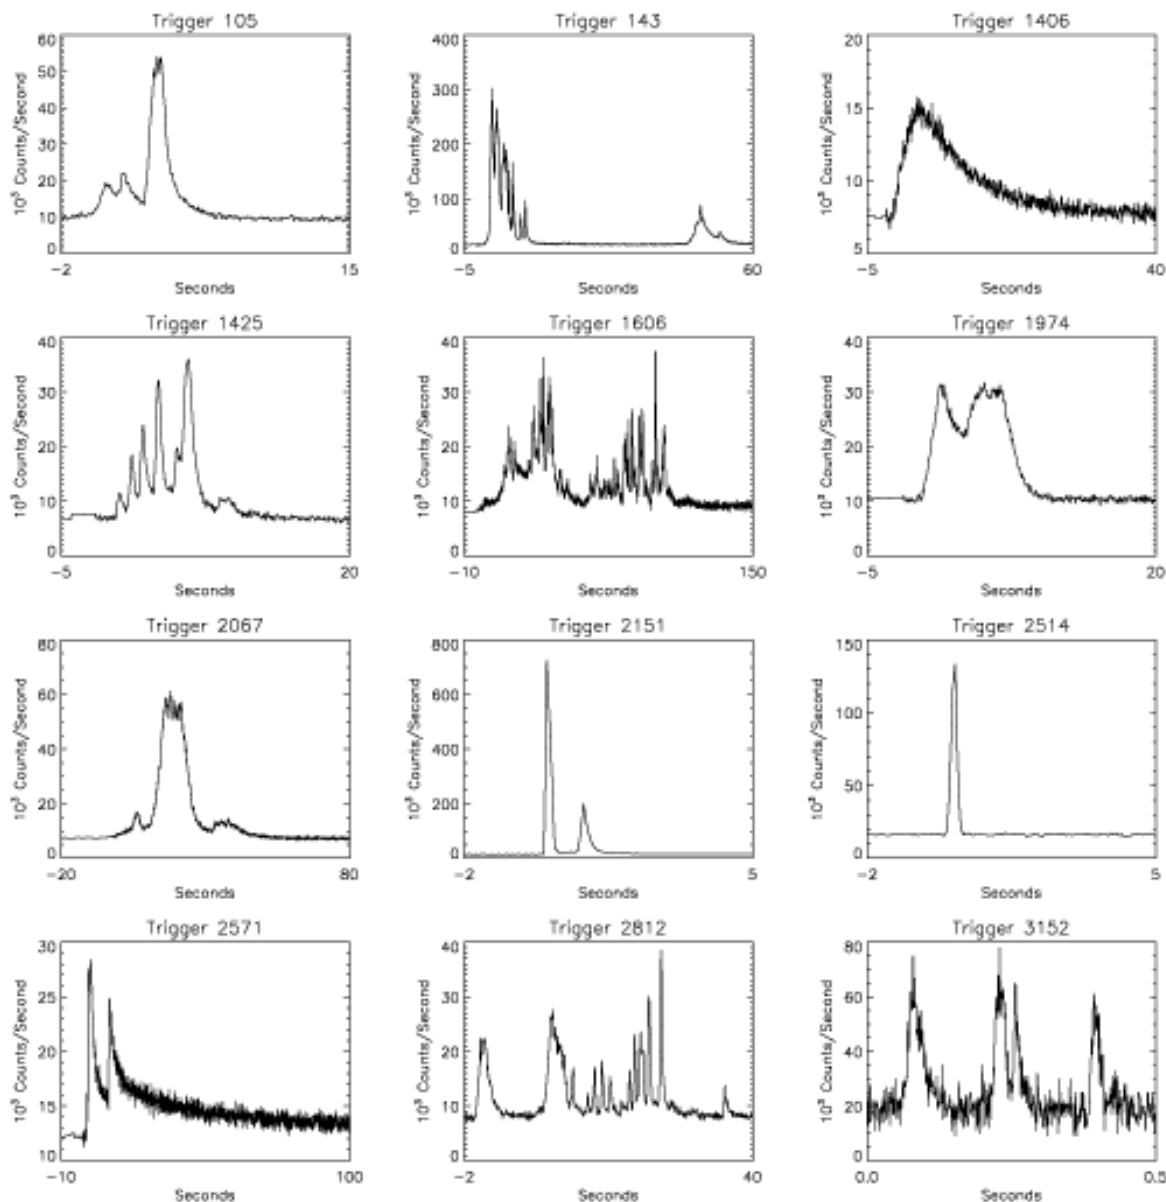 Trigger 105
60
50
40
30
20
10
0
10³ Counts/Second
-2 15
Seconds
Trigger 143
400
300
200
100
0
10³ Counts/Second
-5 60
Seconds
Trigger 1406
20
15
10
5
10³ Counts/Second
-5 40
Seconds
Trigger 1425
40
30
20
10
0
10³ Counts/Second
-5 20
Seconds
Trigger 1606
40
30
20
10
0
10³ Counts/Second
-10 150
Seconds
Trigger 1974
40
30
20
10
0
10³ Counts/Second
-5 20
Seconds
Trigger 2067
80
60
40
20
0
10³ Counts/Second
-20 80
Seconds
Trigger 2151
800
600
400
200
0
10³ Counts/Second
-2 5
Seconds
Trigger 2514
150
100
50
0
10³ Counts/Second
-2 5
Seconds
Trigger 2571
30
25
20
15
10
10³ Counts/Second
-10 100
Seconds
Trigger 2812
40
30
20
10
0
10³ Counts/Second
-2 40
Seconds
Trigger 3152
80
60
40
20
0
10³ Counts/Second
0.0 0.5
Seconds